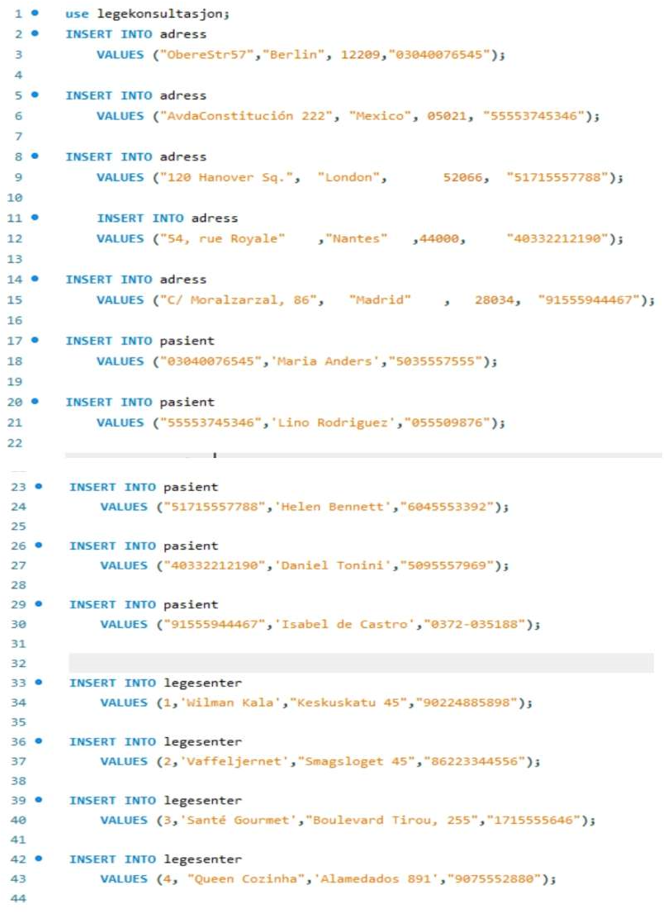 1 use legekonsultasjon;
2 INSERT INTO adress
3 VALUES ("ObereStr57","Berlin", 12209,"03040076545");
4
5 INSERT INTO adress
6 VALUES ("AvdaConstitución 222", "Mexico", 05021, "55553745346");
7
8 INSERT INTO adress
9 VALUES ("120 Hanover Sq.", "London", 52066, "51715557788");
10
11 INSERT INTO adress
12 VALUES ("54, rue Royale" ,"Nantes" ,44000, "40332212190");
13
14 INSERT INTO adress
15 VALUES ("C/ Moralzarzal, 86", "Madrid" , 28034, "91555944467");
16
17 INSERT INTO pasient
18 VALUES ("03040076545",'Maria Anders',"5035557555");
19
20 INSERT INTO pasient
21 VALUES ("55553745346",'Lino Rodriguez',"055509876");
22
23 INSERT INTO pasient
24 VALUES ("51715557788",'Helen Bennett',"6045553392");
25
26 INSERT INTO pasient
27 VALUES ("40332212190",'Daniel Tonini',"5095557969");
28
29 INSERT INTO pasient
30 VALUES ("91555944467",'Isabel de Castro',"0372-035188");
31
32
33 INSERT INTO legesenter
34 VALUES (1,'Wilman Kala',"Keskuskatu 45","90224885898");
35
36 INSERT INTO legesenter
37 VALUES (2,'Vaffeljernet',"Smagsloget 45","86223344556");
38
39 INSERT INTO legesenter
40 VALUES (3,'Santé Gourmet',"Boulevard Tirou, 255","1715555646");
41
42 INSERT INTO legesenter
43 VALUES (4, "Queen Cozinha",'Alamedados 891',"9075552880");
44